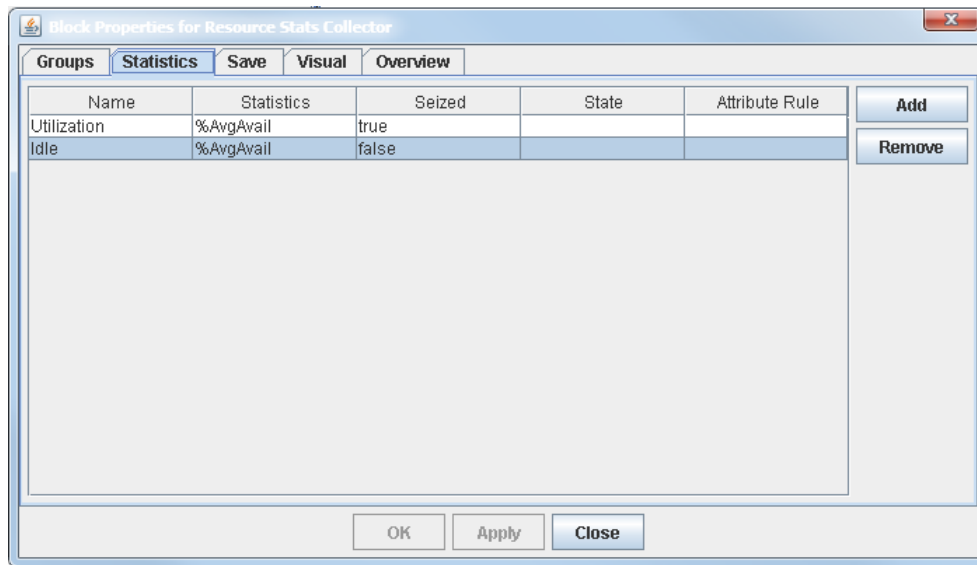 Block Properties for Resource Stats Collector
Groups Statistics Save Visual Overview
Name Statistics Seized State Attribute Rule Add
Utilization %AvgAvail true
Idle %AvgAvail false Remove
OK Apply Close